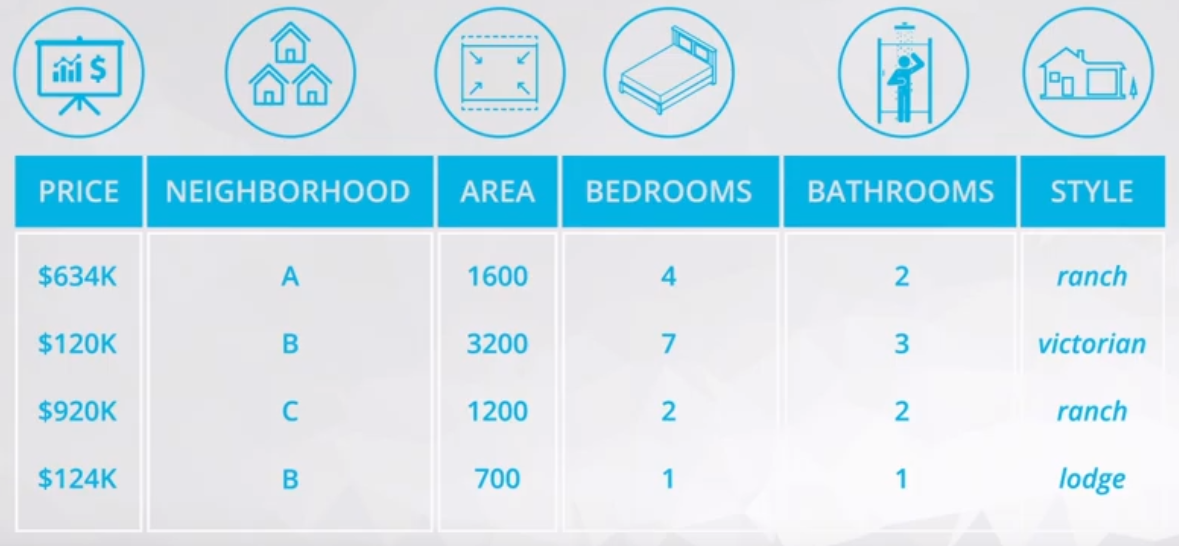 $
PRICE NEIGHBORHOOD AREA BEDROOMS BATHROOMS STYLE
$634K A 1600 4 2 ranch
$120K B 3200 7 3 victorian
$920K C 1200 2 2 ranch
$124K B 700 1 1 lodge